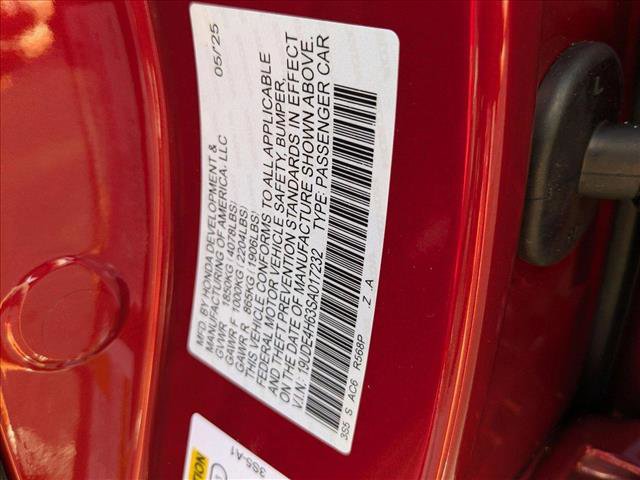 MFD. BY HONDA DEVELOPMENT &
MANUFACTURING OF AMERICA, LLC
05/'25
GVWR 1850KG(4078LBS)
GAWR F 1000KG(2204LBS)
GAWR R 865KG(1906LBS)
THIS VEHICLE CONFORMS TO ALL APPLICABLE
FEDERAL MOTOR VEHICLE SAFETY, BUMPER,
AND THEFT PREVENTION STANDARDS IN EFFECT
ON THE DATE OF MANUFACTURE SHOWN ABOVE.
V.I.N.: 19UDE4H63SA017232 TYPE: PASSENGER CAR
3S5 S AC6 R568P Z A
3S5-A1
1